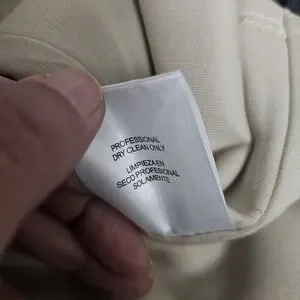 PROFESSIONAL
DRY CLEAN ONLY
LIMPIEZA EN
SECO PROFESIONAL
SOLAMENTE